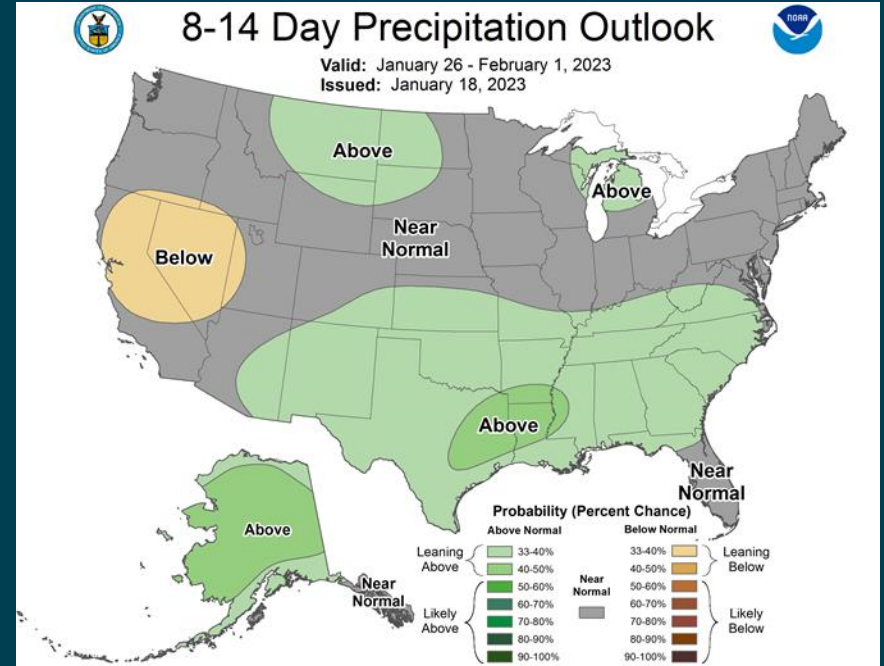 8-14 Day Precipitation Outlook
NOAA
Valid: January 26 - February 1, 2023
Issued: January 18, 2023
Above
Above
Near
Normal
Below
Above
Near
Normal
Above
Near
Normal
Probability (Percent Chance)
Above Normal
Below Normal
Leaning
Above
33-40%
40-50%
50-60%
60-70%
70-80%
80-90%
90-100%
Likely
Above
Near
Normal
33-40%
40-50%
50-60%
60-70%
70-80%
80-90%
90-100%
Leaning
Below
Likely
Below